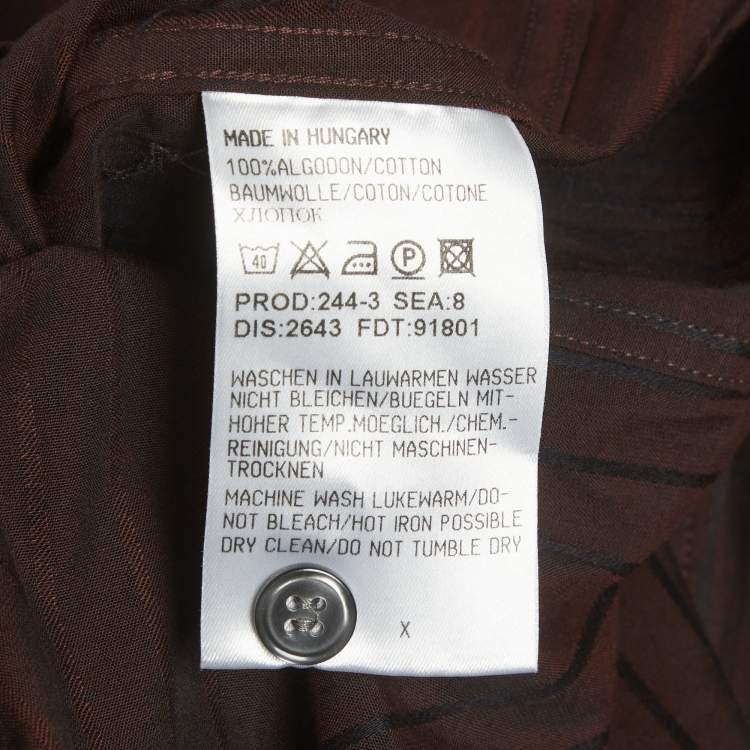 MADE IN HUNGARY
100%ALGODON/COTTON
BAUMWOLLE/COTON/COTONE
ХЛОПОК
40 P
PROD:244-3 SEA:8
DIS:2643 FDT:91801
WASCHEN IN LAUWARMEN WASSER
NICHT BLEICHEN/BUEGELN MIT-
HOHER TEMP.MOEGLICH./CHEM.-
REINIGUNG/NICHT MASCHINEN-
TROCKNEN
MACHINE WASH LUKEWARM/DO-
NOT BLEACH/HOT IRON POSSIBLE
DRY CLEAN/DO NOT TUMBLE DRY
X